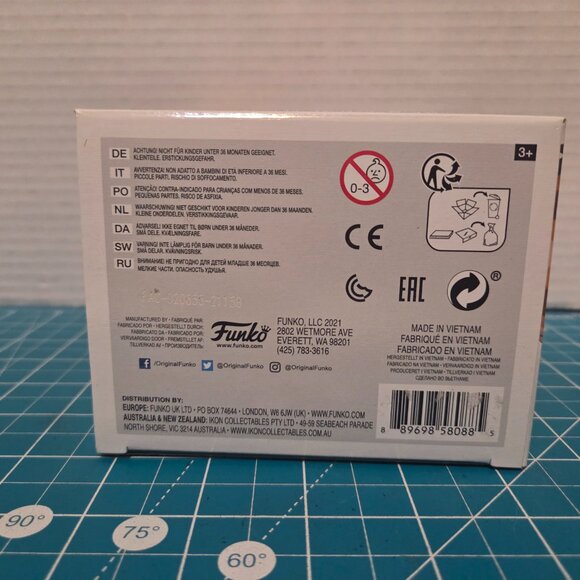 DE ACHTUNG! NICHT FÜR KINDER UNTER 36 MONATEN GEEIGNET.
KLEINTEILE. ERSTICKUNGSGEFAHR.
IT AVVERTENZA! NON ADATTO A BAMBINI DI ETÀ INFERIORE A 36 MESI.
PICCOLE PARTI. RISCHIO DI SOFFOCAMENTO.
PO ATENÇÃO! CONTRA-INDICADO PARA CRIANÇAS COM MENOS DE 36 MESES.
PEQUENAS PARTES. RISCO DE ASFIXIA.
NL WAARSCHUWING! NIET GESCHIKT VOOR KINDEREN JONGER DAN 36 MAANDEN.
KLEINE ONDERDELEN. VERSTIKKINGSGEVAAR.
DA ADVARSEL! IKKE EGNET TIL BØRN UNDER 36 MÅNEDER.
SMÅ DELE. KVÆLNINGSFARE.
SW VARNING! INTE LÄMPLIG FÖR BARN UNDER 36 MÅNADER.
SMÅ DELAR. KVÄVNINGSRISK.
RU ВНИМАНИЕ! НЕ ПРИГОДНО ДЛЯ ДЕТЕЙ МЛАДШЕ 36 МЕСЯЦЕВ.
МЕЛКИЕ ЧАСТИ. ОПАСНОСТЬ УДУШЬЯ.
0-3
3+
CE
EAC
®
MANUFACTURED BY • FABRIQUÉ PAR:
FABRICADO POR • HERGESTELLT DURCH:
FABBRICATO DA • FABRICADO POR:
VERVAARDIGD DOOR • FREMSTILLET AF
TILLVERKAD AV • ПРОИЗВОДИТЕЛЬ:
Funko
www.funko.com
FUNKO, LLC 2021
2802 WETMORE AVE
EVERETT, WA 98201
(425) 783-3616
/OriginalFunko @OriginalFunko @OriginalFunko
MADE IN VIETNAM
FABRIQUÉ EN VIETNAM
FABRICADO EN VIETNAM
HERGESTELLT IN VIETNAM • FABBRICATO IN VIETNAM
FABRICADO NA VIETNAM • VERVAARDIGD IN VIETNAM
PRODUCERET I VIETNAM • TILLVERKAD I VIETNAM
СДЕЛАНО ВО ВЬЕТНАМЕ
DISTRIBUTION BY:
EUROPE: FUNKO UK LTD • PO BOX 74644 • LONDON, W6 6JW (UK) • WWW.FUNKO.COM
AUSTRALIA & NEW ZEALAND: IKON COLLECTABLES PTY LTD • 49-59 SEABEACH PARADE
NORTH SHORE, VIC 3214 AUSTRALIA • WWW.IKONCOLLECTABLES.COM.AU
8 89698 58088 5
90°
75°
60°